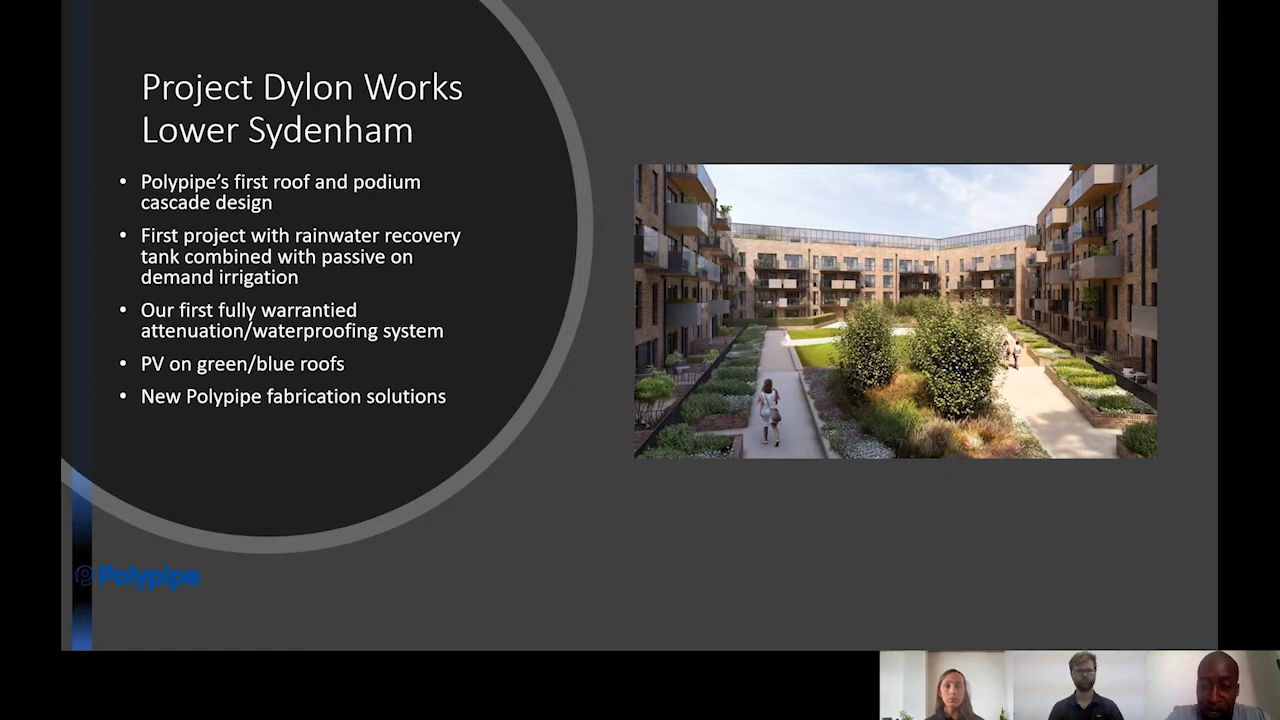 Project Dylon Works
Lower Sydenham
• Polypipe's first roof and podium
cascade design
• First project with rainwater recovery
tank combined with passive on
demand irrigation
• Our first fully warrantied
attenuation/waterproofing system
• PV on green/blue roofs
• New Polypipe fabrication solutions
Polypipe